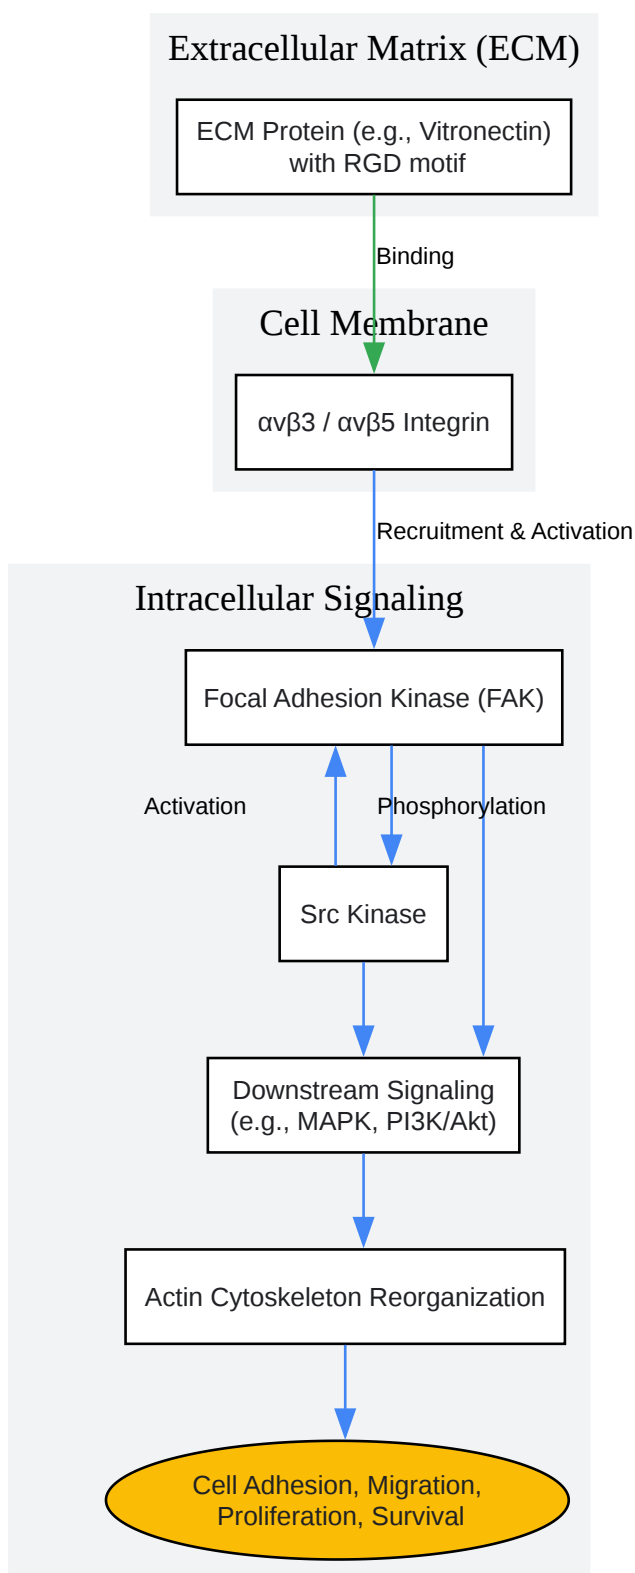 Extracellular Matrix (ECM)
ECM Protein (e.g., Vitronectin)
with RGD motif
Binding
Cell Membrane
αvβ3 / αvβ5 Integrin
Recruitment & Activation
Intracellular Signaling
Focal Adhesion Kinase (FAK)
Activation
Phosphorylation
Src Kinase
Downstream Signaling
(e.g., MAPK, PI3K/Akt)
Actin Cytoskeleton Reorganization
Cell Adhesion, Migration,
Proliferation, Survival